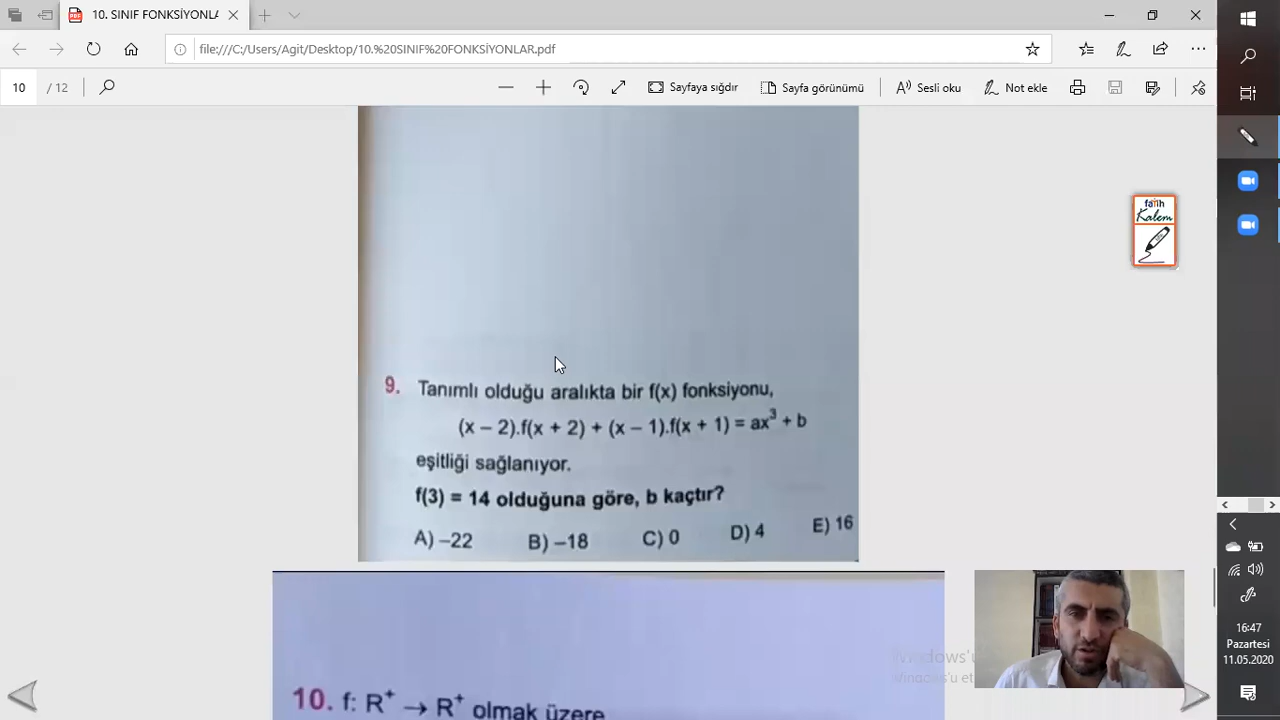 10. SINIF FONKSİYONLA
file:///C:/Users/Agit/Desktop/10.%20SINIF%20FONKSİYONLAR.pdf
10 / 12
Sayfaya sığdır
Sayfa görünümü
Sesli oku
Not ekle
fatih
Kalem
9. Tanımlı olduğu aralıkta bir f(x) fonksiyonu,
(x – 2).f(x + 2) + (x – 1).f(x + 1) = ax³ + b
eşitliği sağlanıyor.
f(3) = 14 olduğuna göre, b kaçtır?
A) –22 B) –18 C) 0 D) 4 E) 16
10. f: R⁺ → R⁺ olmak üzere
16:47
Pazartesi
11.05.2020